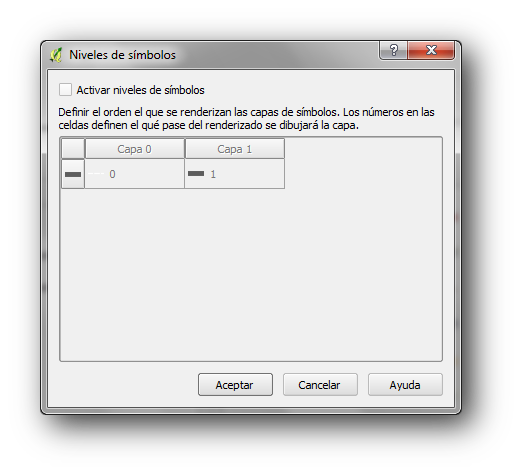 Niveles de símbolos
?
Activar niveles de símbolos
Definir el orden el que se renderizan las capas de símbolos. Los números en las
celdas definen el qué pase del renderizado se dibujará la capa.
Capa 0 Capa 1
0 1
Aceptar Cancelar Ayuda